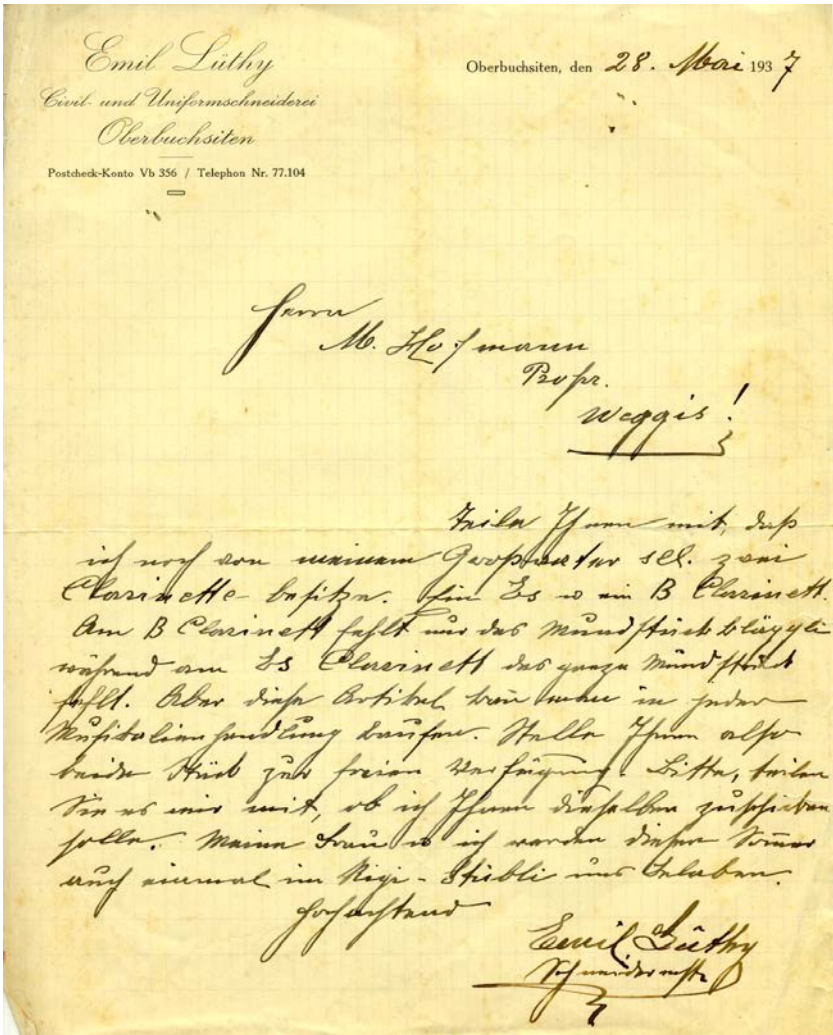 Emil Lüthy
Civil- und Uniformschneiderei
Oberbuchsiten
Postcheck-Konto Vb 356 / Telephon Nr. 77.104
Oberbuchsiten, den 28. Mai 1937
Herrn
M. Hofmann
Propr.
Weggis!
Teile Ihnen mit, daß
ich noch von meinem Großvater sel. zwei
Clarinette besitze. Ein Es u ein B Clarinett.
Am B Clarinett fehlt nur das Mundstückbläggli
während am Es Clarinett das ganze Mundstück
fehlt. Aber diese Artikel kan man in jeder
Musikalienhandlung kaufen. Stelle Ihnen also
beide Stück zur freien Verfügung. Bitte, teilen
Sie es mir mit, ob ich Ihnen dieselben zuschicken
solle. Meine Frau u ich werden diesen Sommer
auch einmal im Rigi-Stübli uns erlaben.
Hochachtend
Emil Lüthy